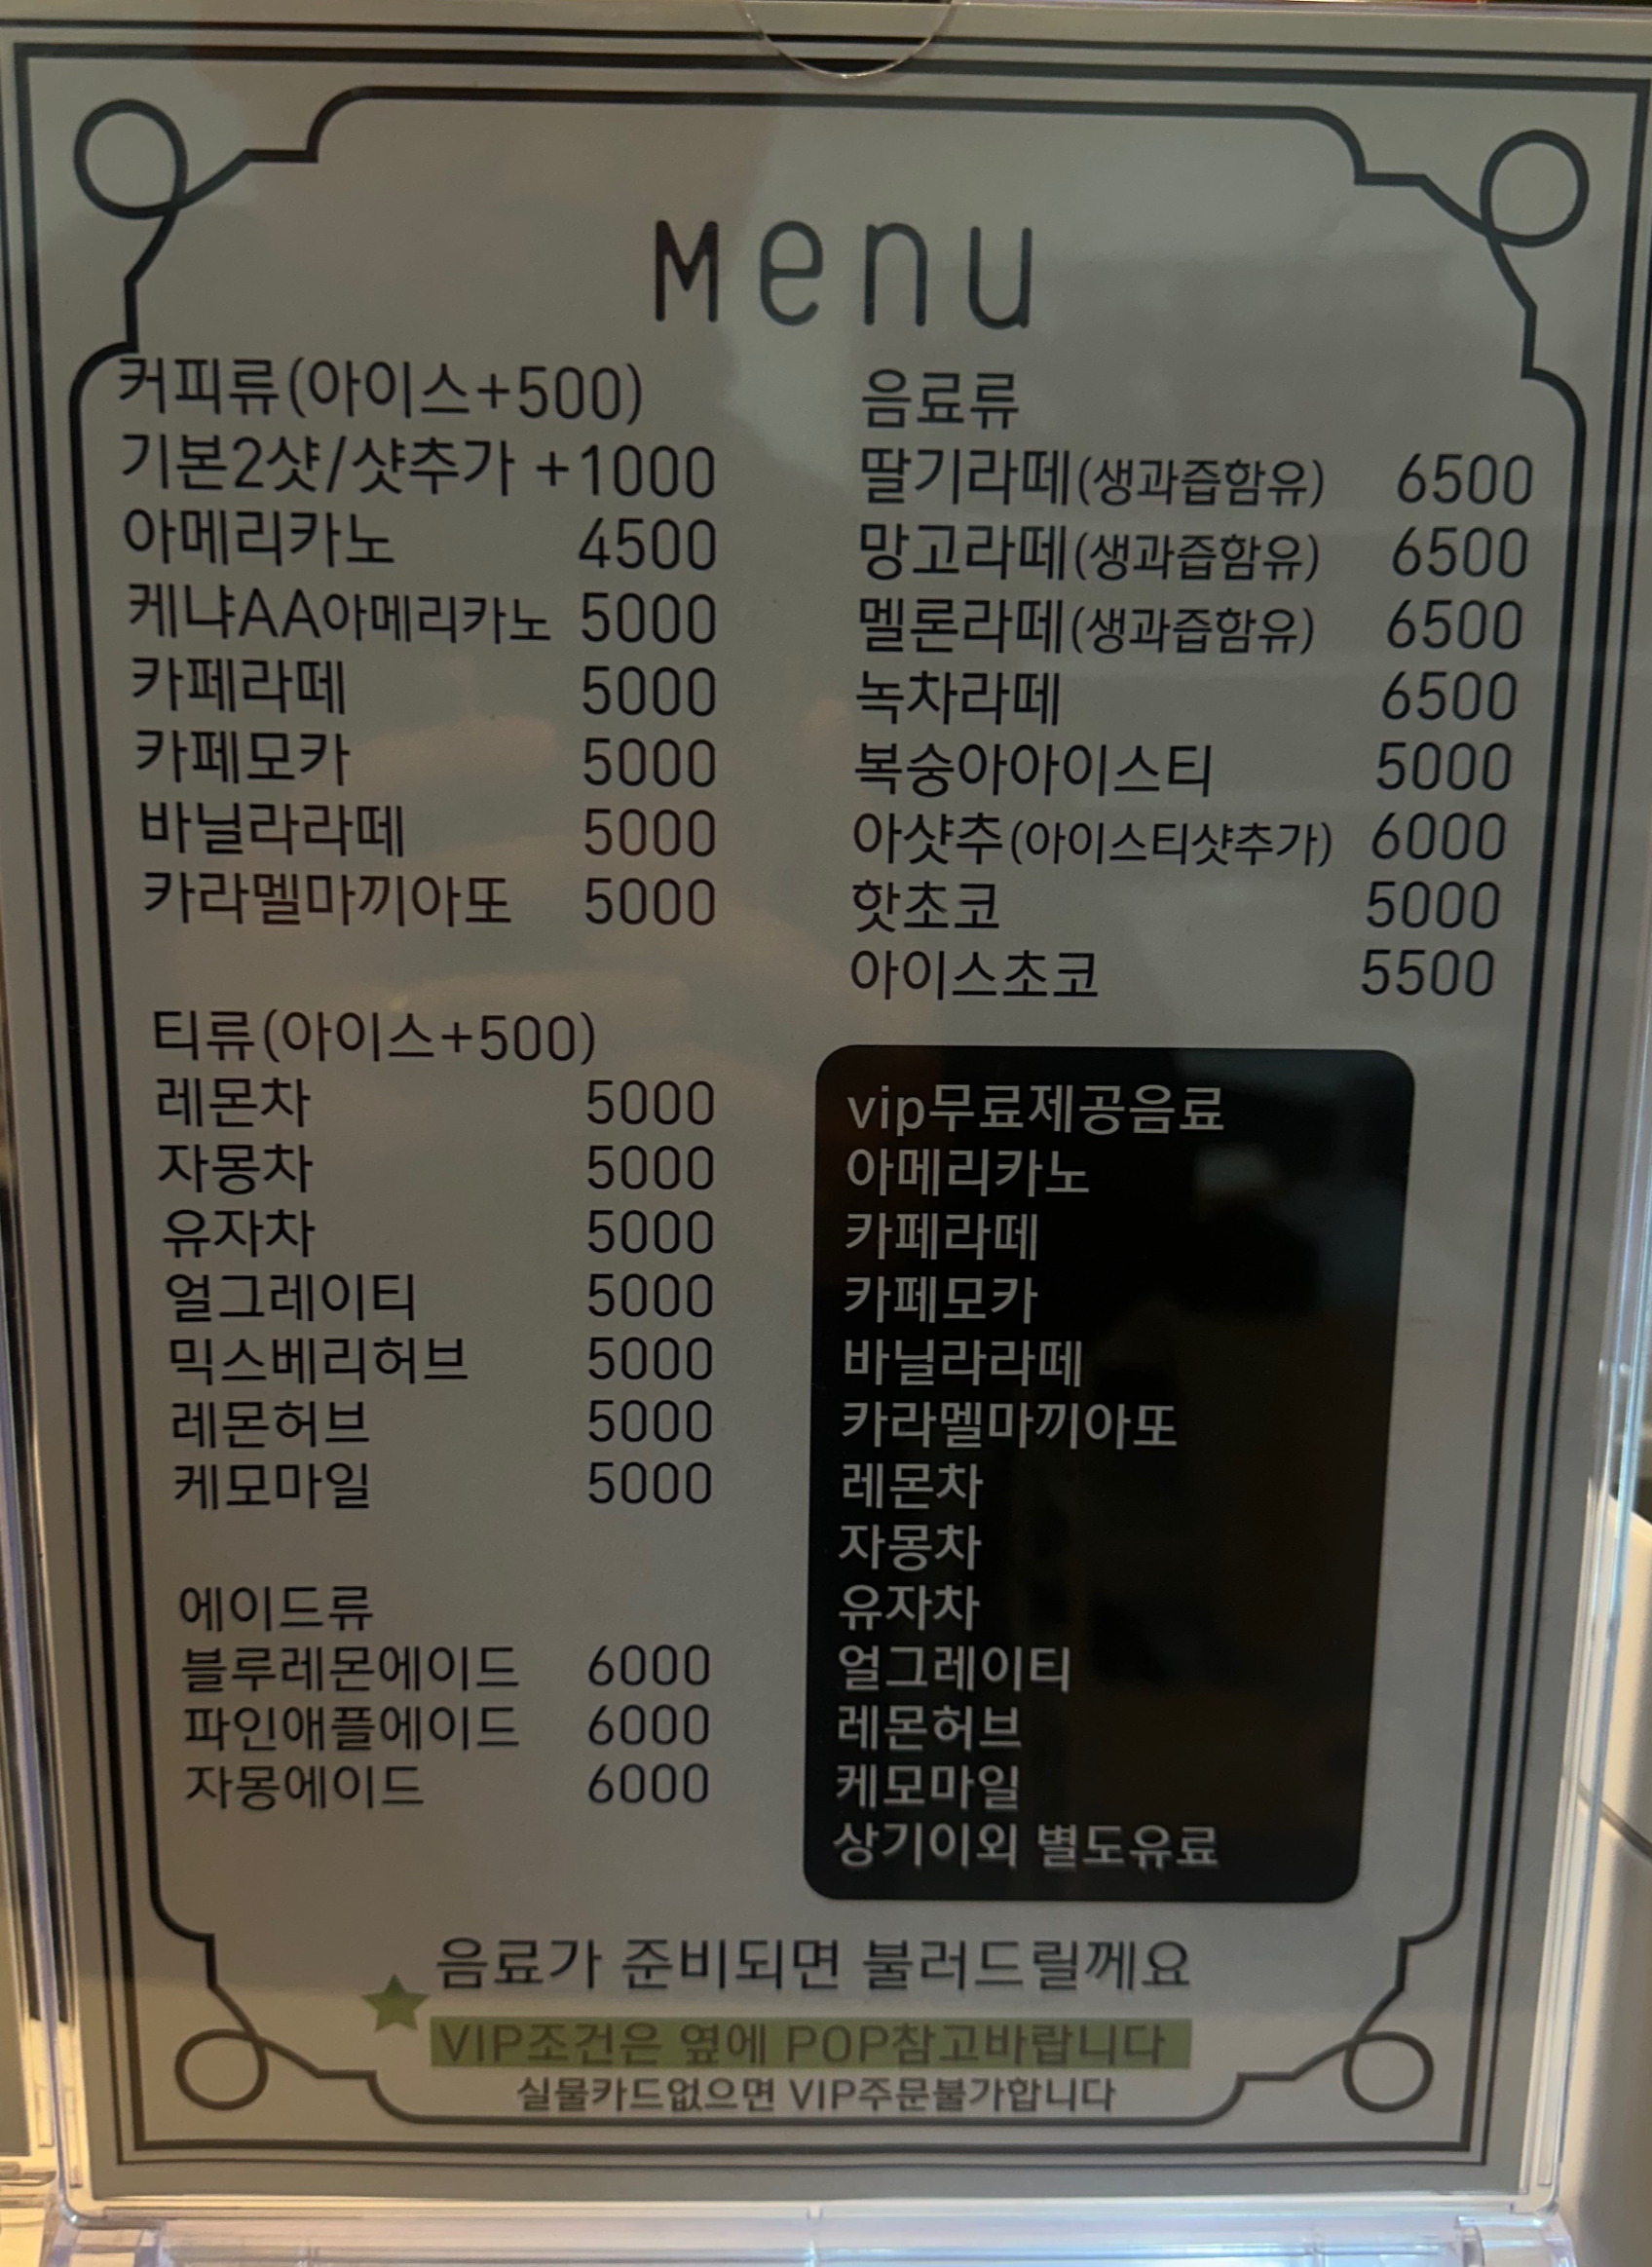 Menu
커피류(아이스+500)
기본2샷/샷추가 +1000
아메리카노 4500
케냐AA아메리카노 5000
카페라떼 5000
카페모카 5000
바닐라라떼 5000
카라멜마끼아또 5000
티류(아이스+500)
레몬차 5000
자몽차 5000
유자차 5000
얼그레이티 5000
믹스베리허브 5000
레몬허브 5000
케모마일 5000
에이드류
블루레몬에이드 6000
파인애플에이드 6000
자몽에이드 6000
음료류
딸기라떼(생과즙함유) 6500
망고라떼(생과즙함유) 6500
멜론라떼(생과즙함유) 6500
녹차라떼 6500
복숭아아이스티 5000
아샷추(아이스티샷추가) 6000
핫초코 5000
아이스초코 5500
vip무료제공음료
아메리카노
카페라떼
카페모카
바닐라라떼
카라멜마끼아또
레몬차
자몽차
유자차
얼그레이티
레몬허브
케모마일
상기이외 별도유료
음료가 준비되면 불러드릴께요
VIP조건은 옆에 POP참고바랍니다
실물카드없으면 VIP주문불가합니다